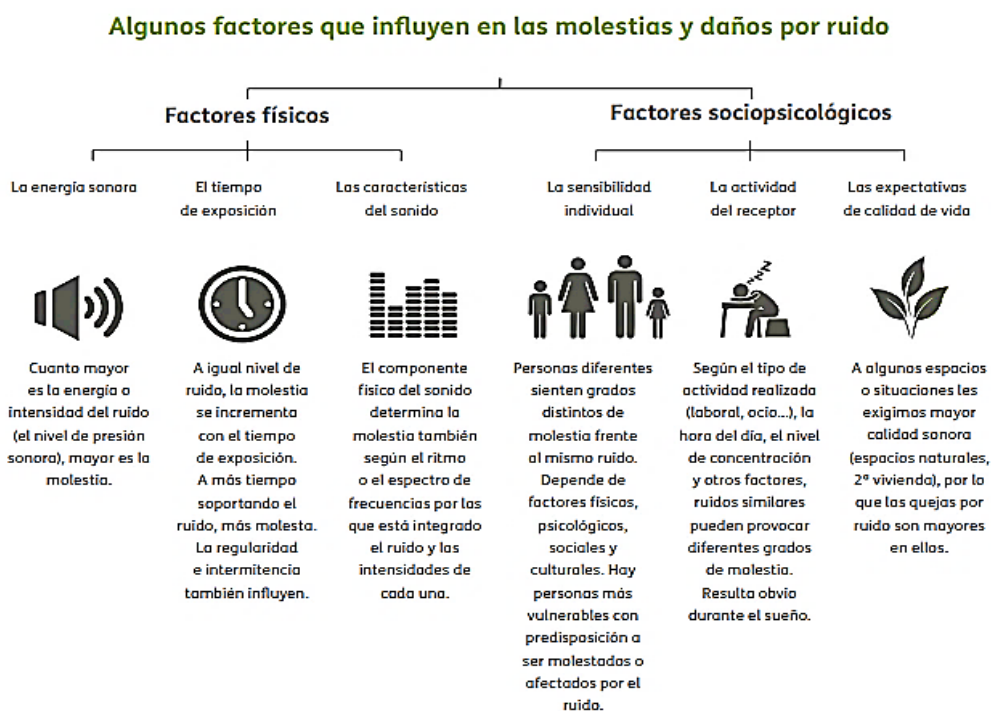 Algunos factores que influyen en las molestias y daños por ruido
Factores físicos
Factores sociopsicológicos
La energía sonora
El tiempo
de exposición
Las características
del sonido
La sensibilidad
individual
La actividad
del receptor
Las expectativas
de calidad de vida
Cuanto mayor
es la energía o
intensidad del ruido
(el nivel de presión
sonora), mayor es la
molestia.
A igual nivel de
ruido, la molestia
se incrementa
con el tiempo
de exposición.
A más tiempo
soportando el
ruido, más molesta.
La regularidad
e intermitencia
también influyen.
El componente
físico del sonido
determina la
molestia también
según el ritmo
o el espectro de
frecuencias por las
que está integrado
el ruido y las
intensidades de
cada una.
Personas diferentes
sienten grados
distintos de
molestia frente
al mismo ruido.
Depende de
factores físicos,
psicológicos,
sociales y
culturales. Hay
personas más
vulnerables con
predisposición a
ser molestadas o
afectados por el
ruido.
Según el tipo de
actividad realizada
(laboral, ocio...), la
hora del día, el nivel
de concentración
y otros factores,
ruidos similares
pueden provocar
diferentes grados
de molestia.
Resulta obvio
durante el sueño.
A algunos espacios
o situaciones les
exigimos mayor
calidad sonora
(espacios naturales,
2ª vivienda), por lo
que las quejas por
ruido son mayores
en ellos.